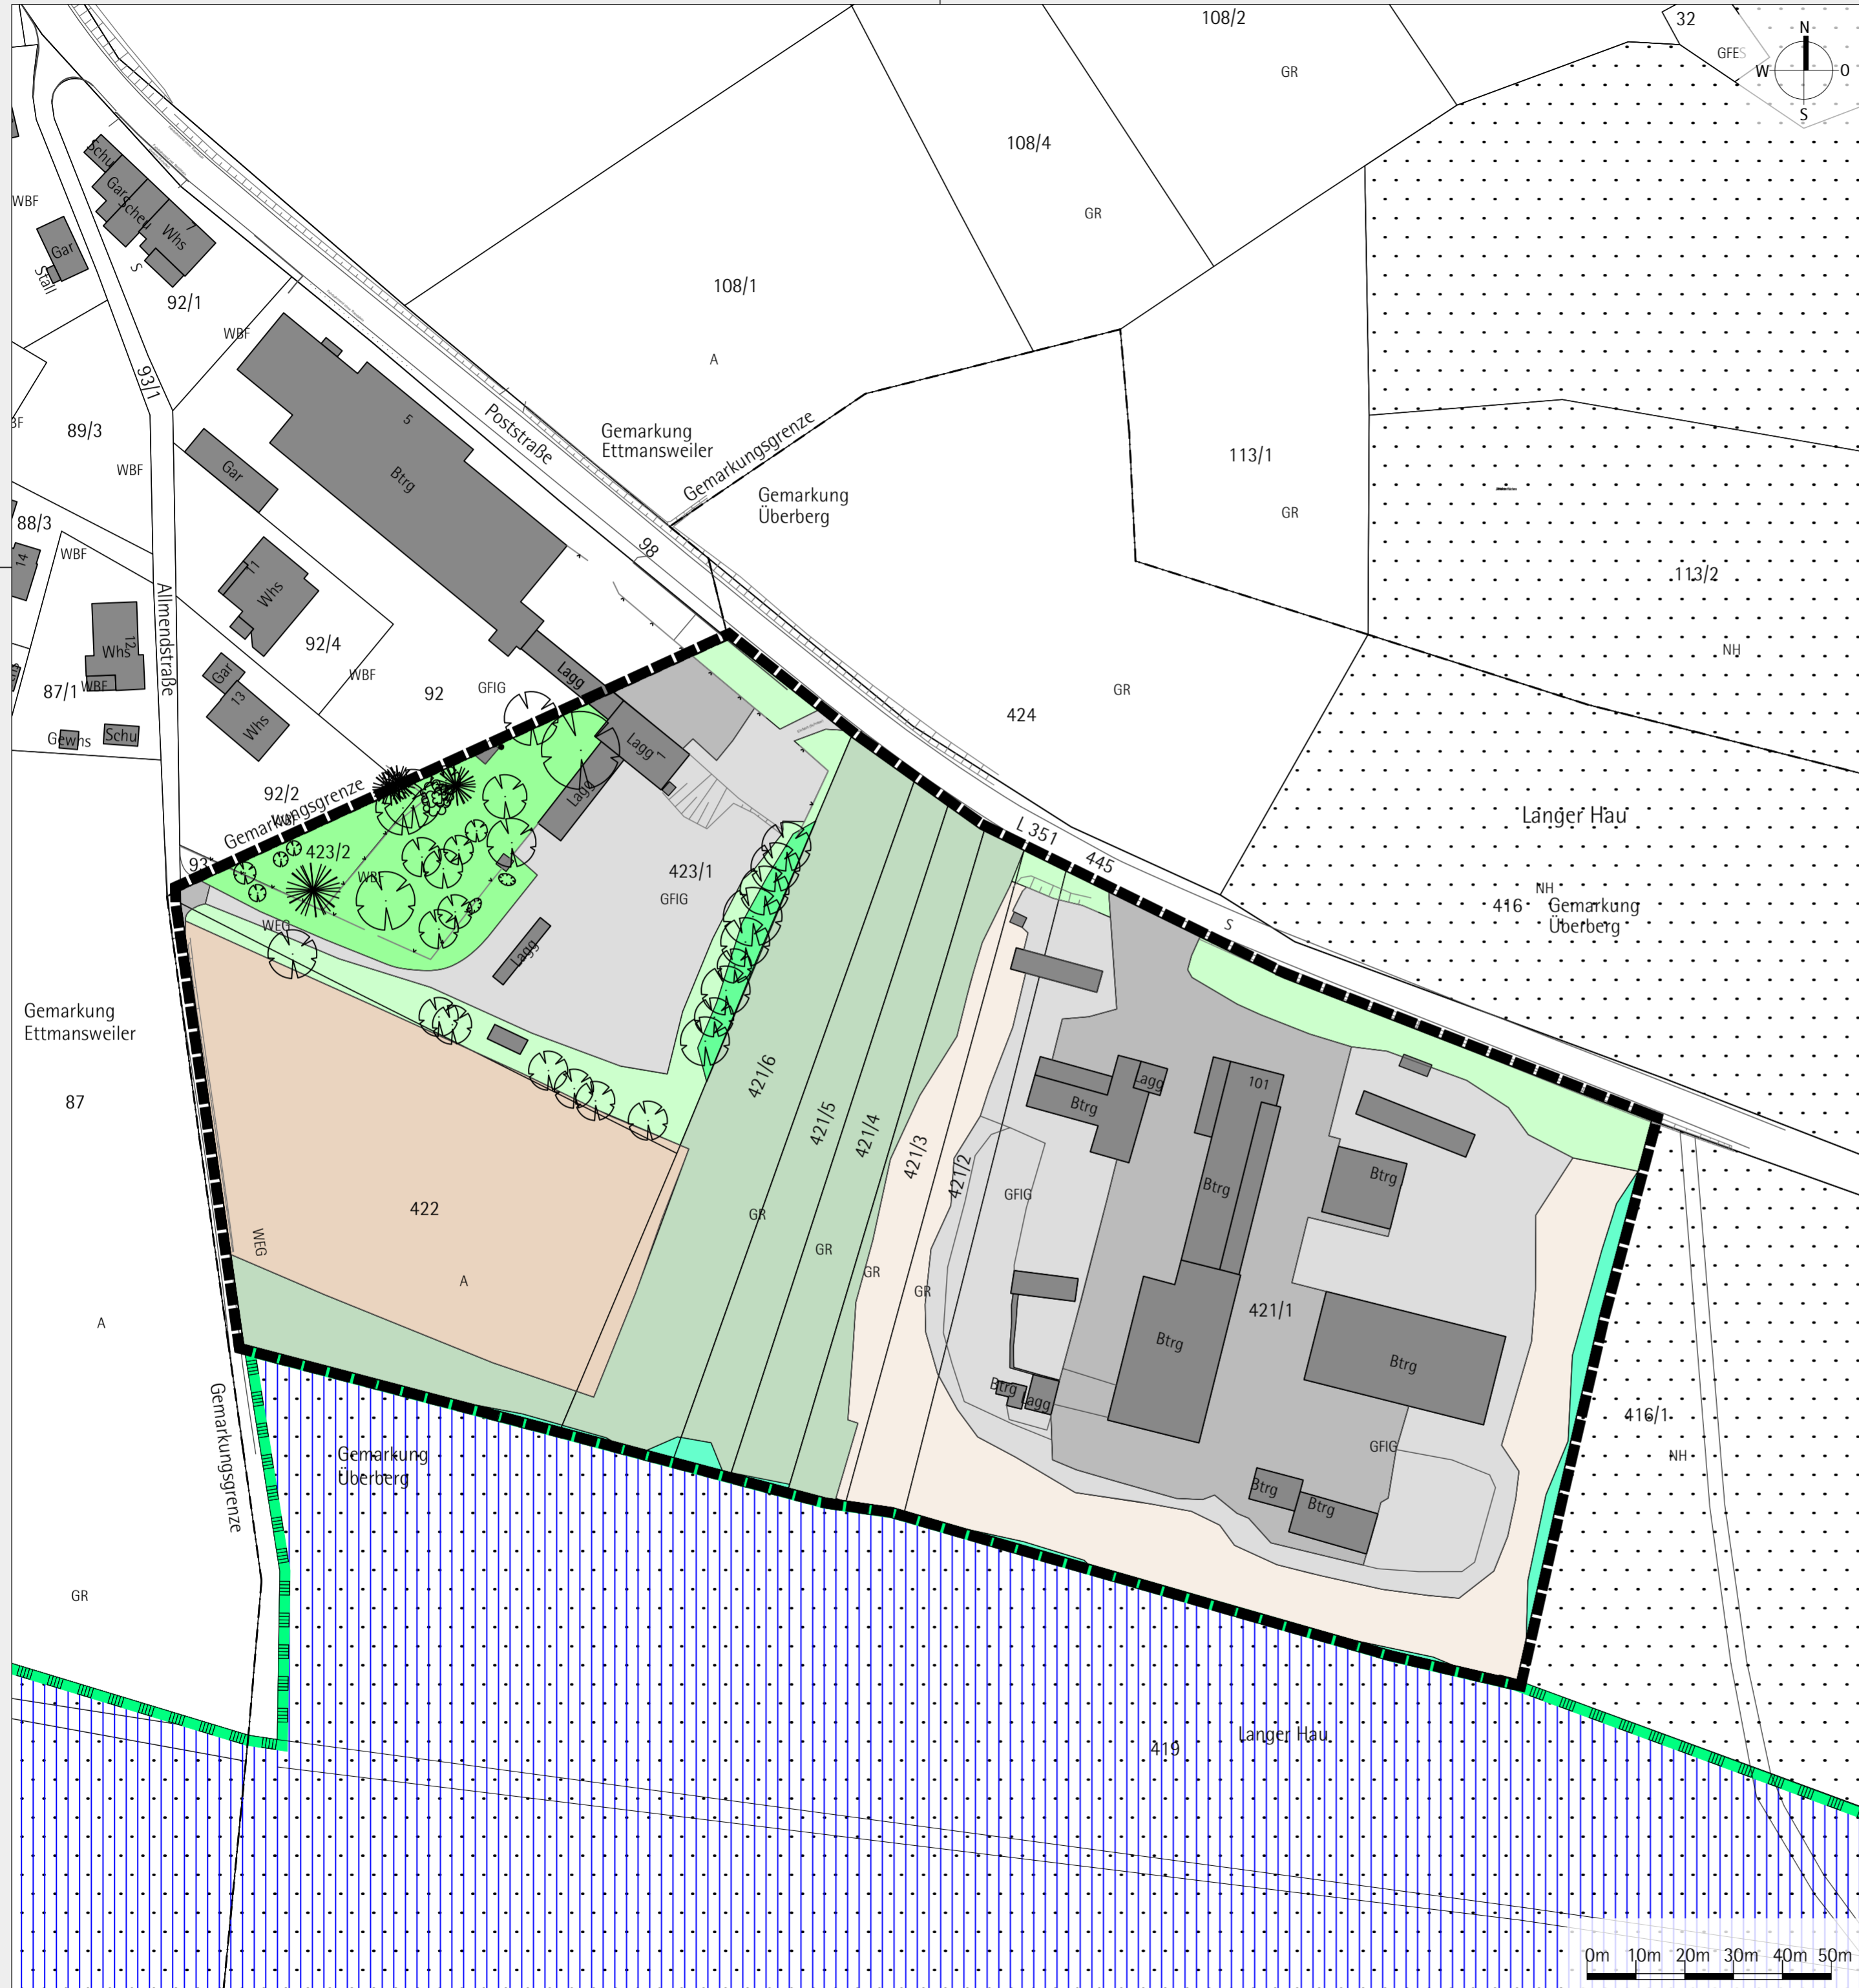 108/2
32
N
GFES
W
O
S
GR
108/4
GR
Schu
Gar
Scheu
7
Whs
WBF
Gar
Stall
S
92/1
WBF
108/1
A
93/1
5
Poststraße
Btrg
Gemarkung
Ettmansweiler
Gemarkungsgrenze
Gemarkung
Überberg
113/1
GR
89/3
WBF
Gar
88/3
WBF
14
98
113/2
NH
11
Whs
92/4
WBF
Allmendstraße
12
Whs
WBF
87/1
Gar
13
Whs
92
GFIG
Lagg
Gewhs
Schu
GR
424
Lagg
1
Lagg
92/2
Gemarkungsgrenze
WBF
423/2
WBF
93
423/1
GFIG
L 351
445
S
Langer Hau
NH
416
Gemarkung
Überberg
WEG
Lagg
Gemarkung
Ettmansweiler
87
A
421/6
421/5
421/4
421/3
421/2
GFIG
Btrg
Lagg
101
Btrg
Btrg
422
A
WEG
GR
GR
GR
GR
421/1
Btrg
Btrg
Btrg
Lagg
GFIG
Btrg
Btrg
416/1
NH
Gemarkungsgrenze
Gemarkung
Überberg
GR
Langer Hau
419
0m 10m 20m 30m 40m 50m